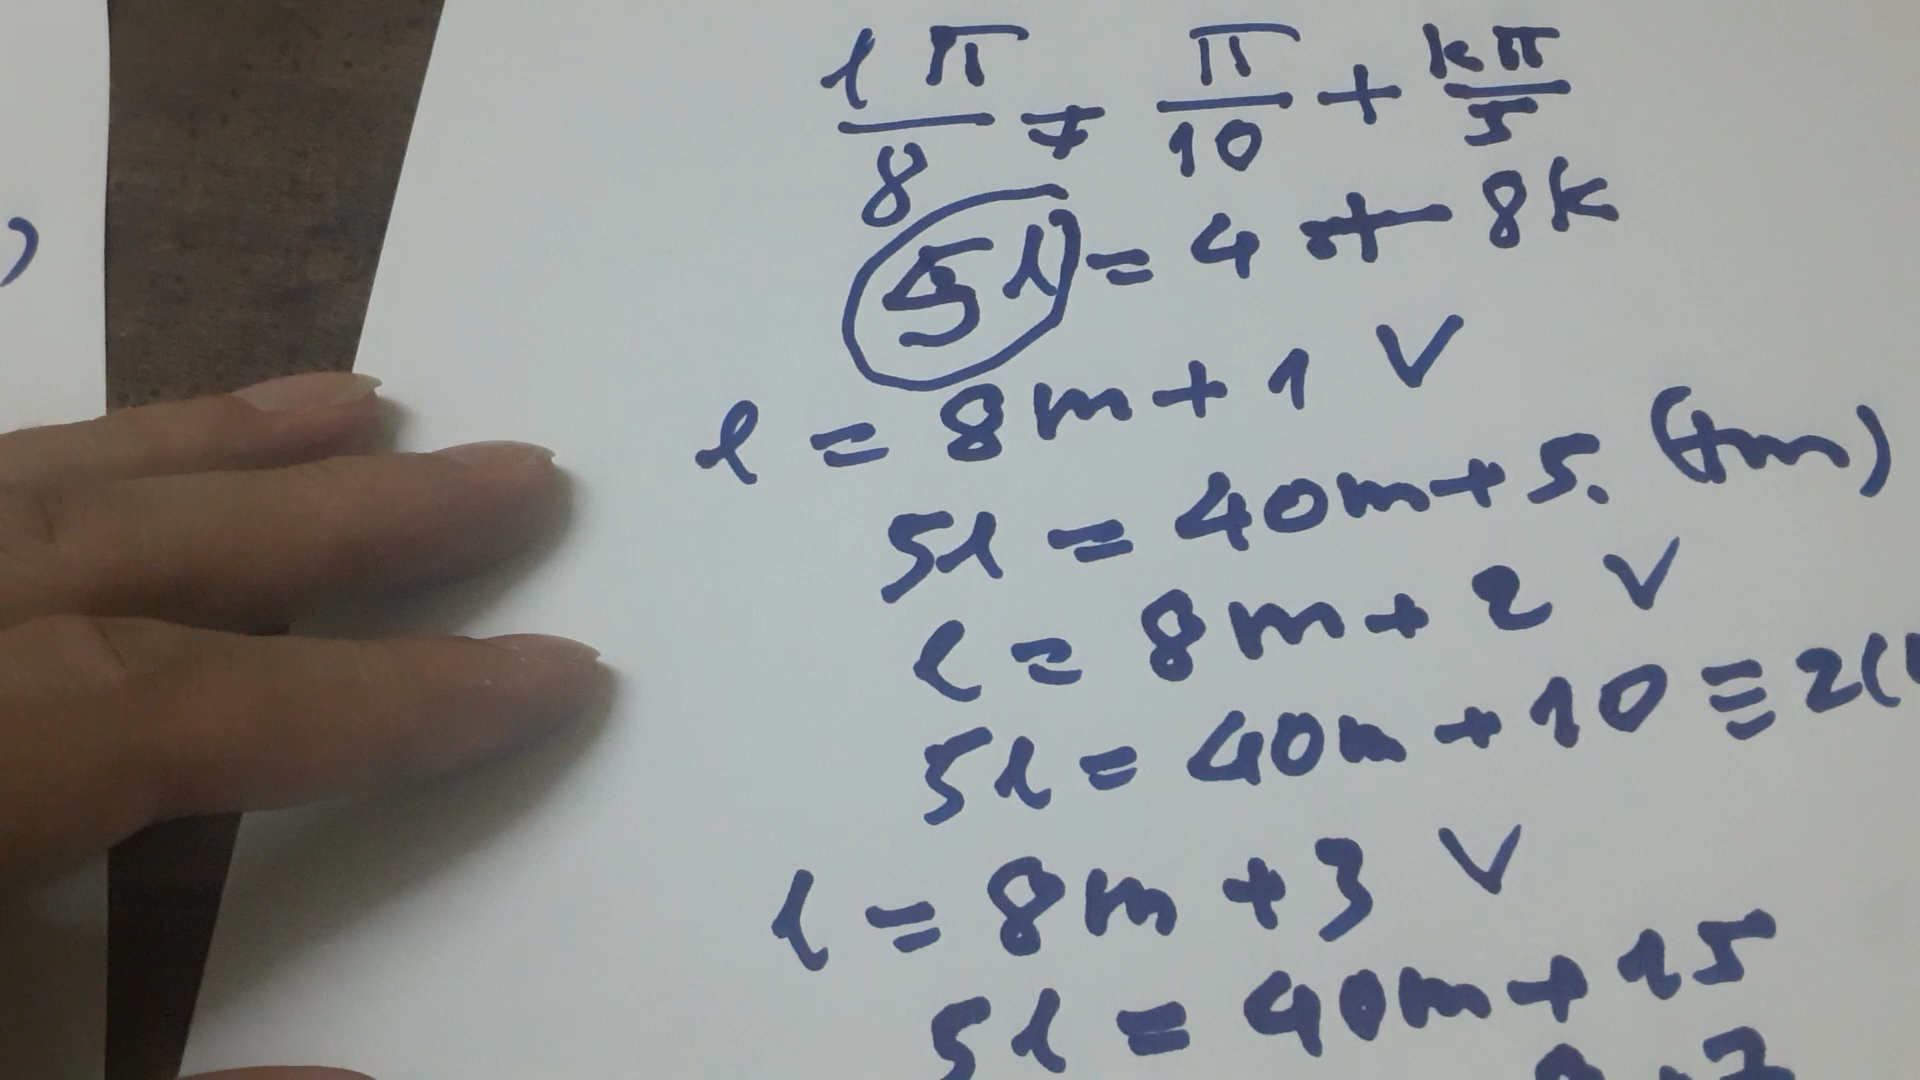 )
lπ/8 ≠ π/10 + kπ/5
5l = 4 + 8k
l = 8m + 1 V
5l = 40m + 5. (tm)
l = 8m + 2 V
5l = 40m + 10 ≡ 2(
l = 8m + 3 V
5l = 40m + 15